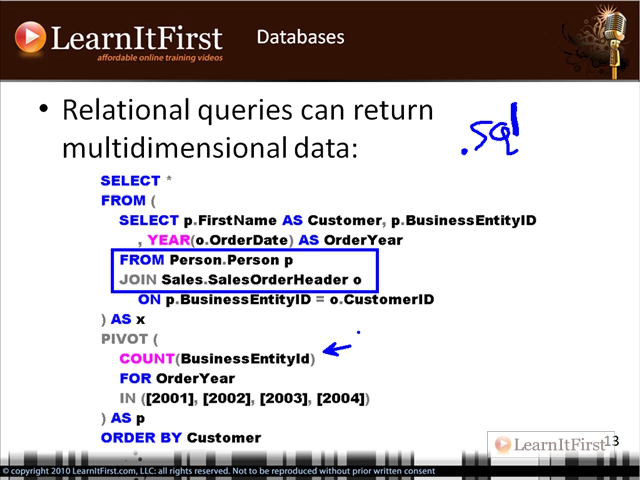 LearnItFirst
affordable online training videos
Databases
• Relational queries can return
multidimensional data:
.sql
SELECT *
FROM (
SELECT p.FirstName AS Customer, p.BusinessEntityID
, YEAR(o.OrderDate) AS OrderYear
FROM Person.Person p
JOIN Sales.SalesOrderHeader o
ON p.BusinessEntityID = o.CustomerID
) AS x
PIVOT (
COUNT(BusinessEntityId)
FOR OrderYear
IN ([2001], [2002], [2003], [2004])
) AS p
ORDER BY Customer
LearnItFirst
13
© copyright 2010 LearnItFirst.com, LLC: all rights reserved. Not to be reproduced without prior written consent